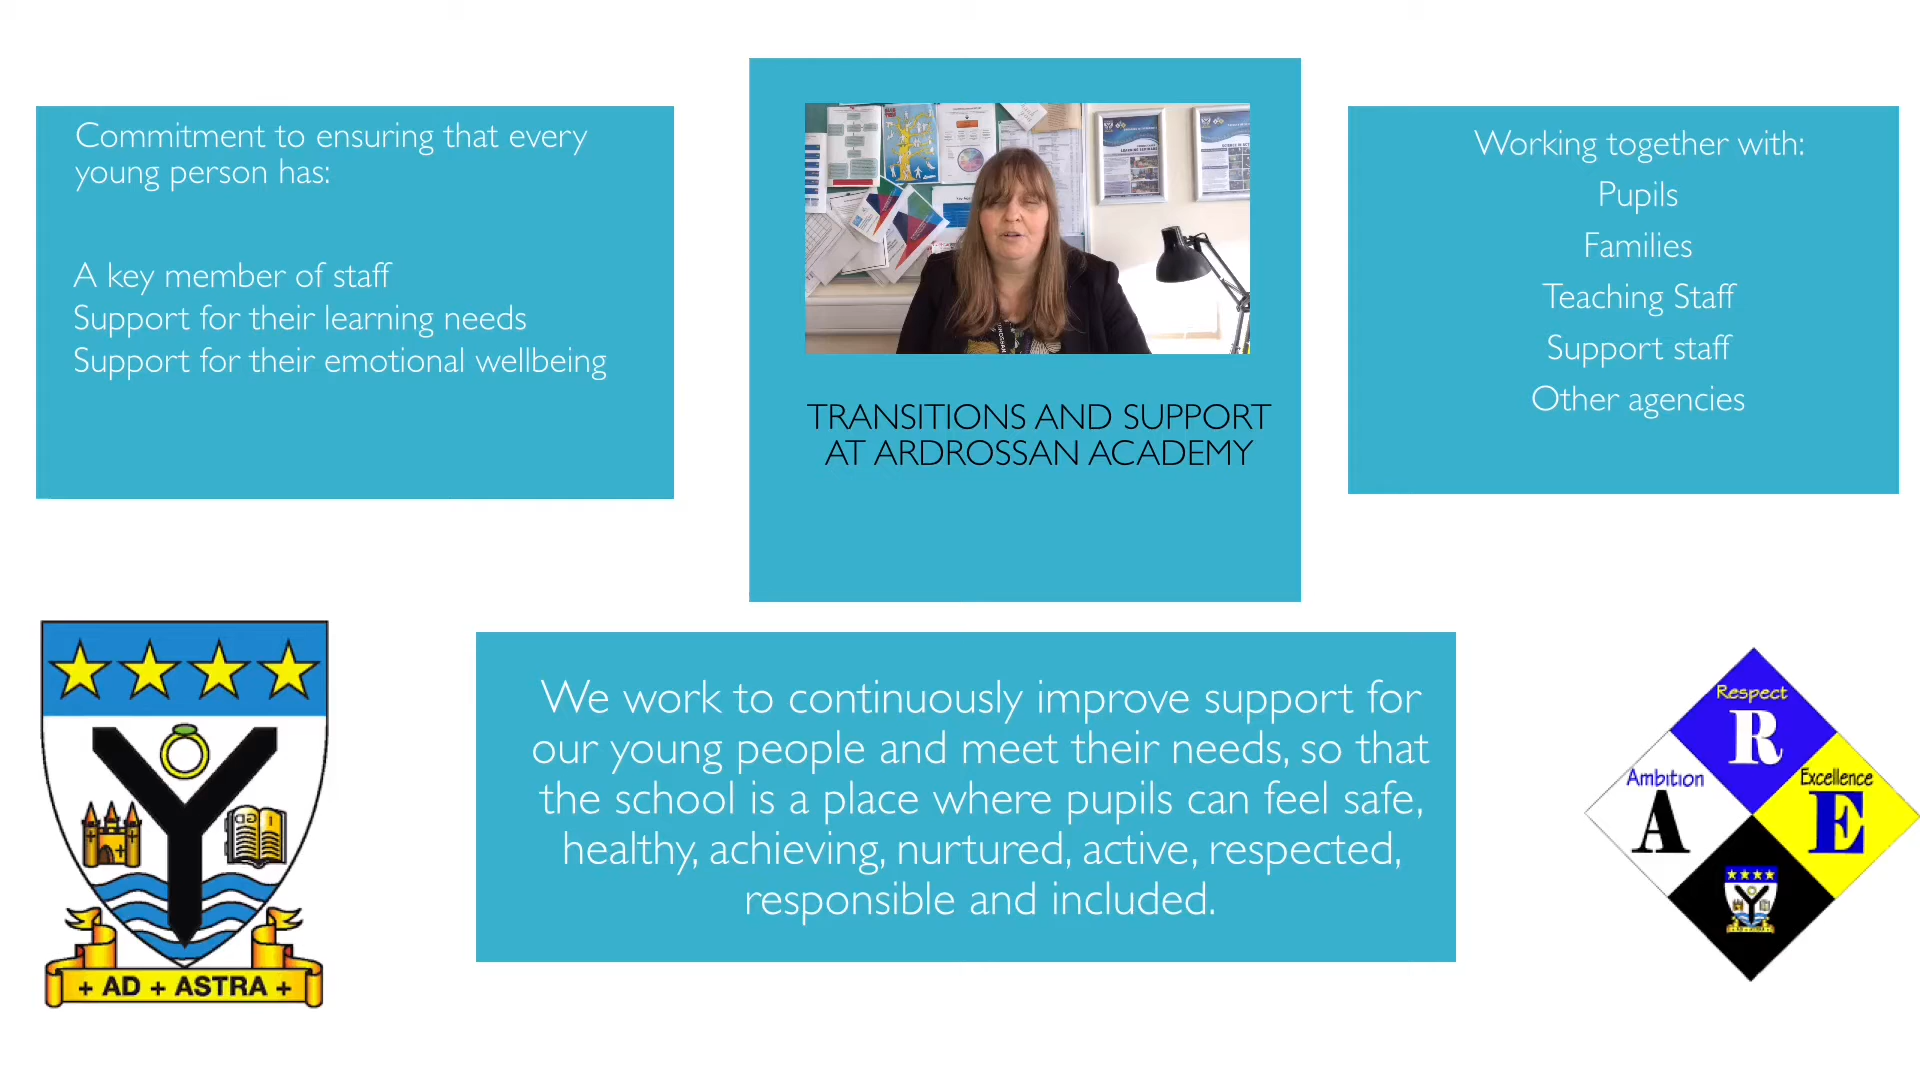 Commitment to ensuring that every
young person has:
A key member of staff
Support for their learning needs
Support for their emotional wellbeing
TRANSITIONS AND SUPPORT
AT ARDROSSAN ACADEMY
Working together with:
Pupils
Families
Teaching Staff
Support staff
Other agencies
We work to continuously improve support for
our young people and meet their needs, so that
the school is a place where pupils can feel safe,
healthy, achieving, nurtured, active, respected,
responsible and included.
+ AD + ASTRA +
Respect
R
Ambition
A
Excellence
E